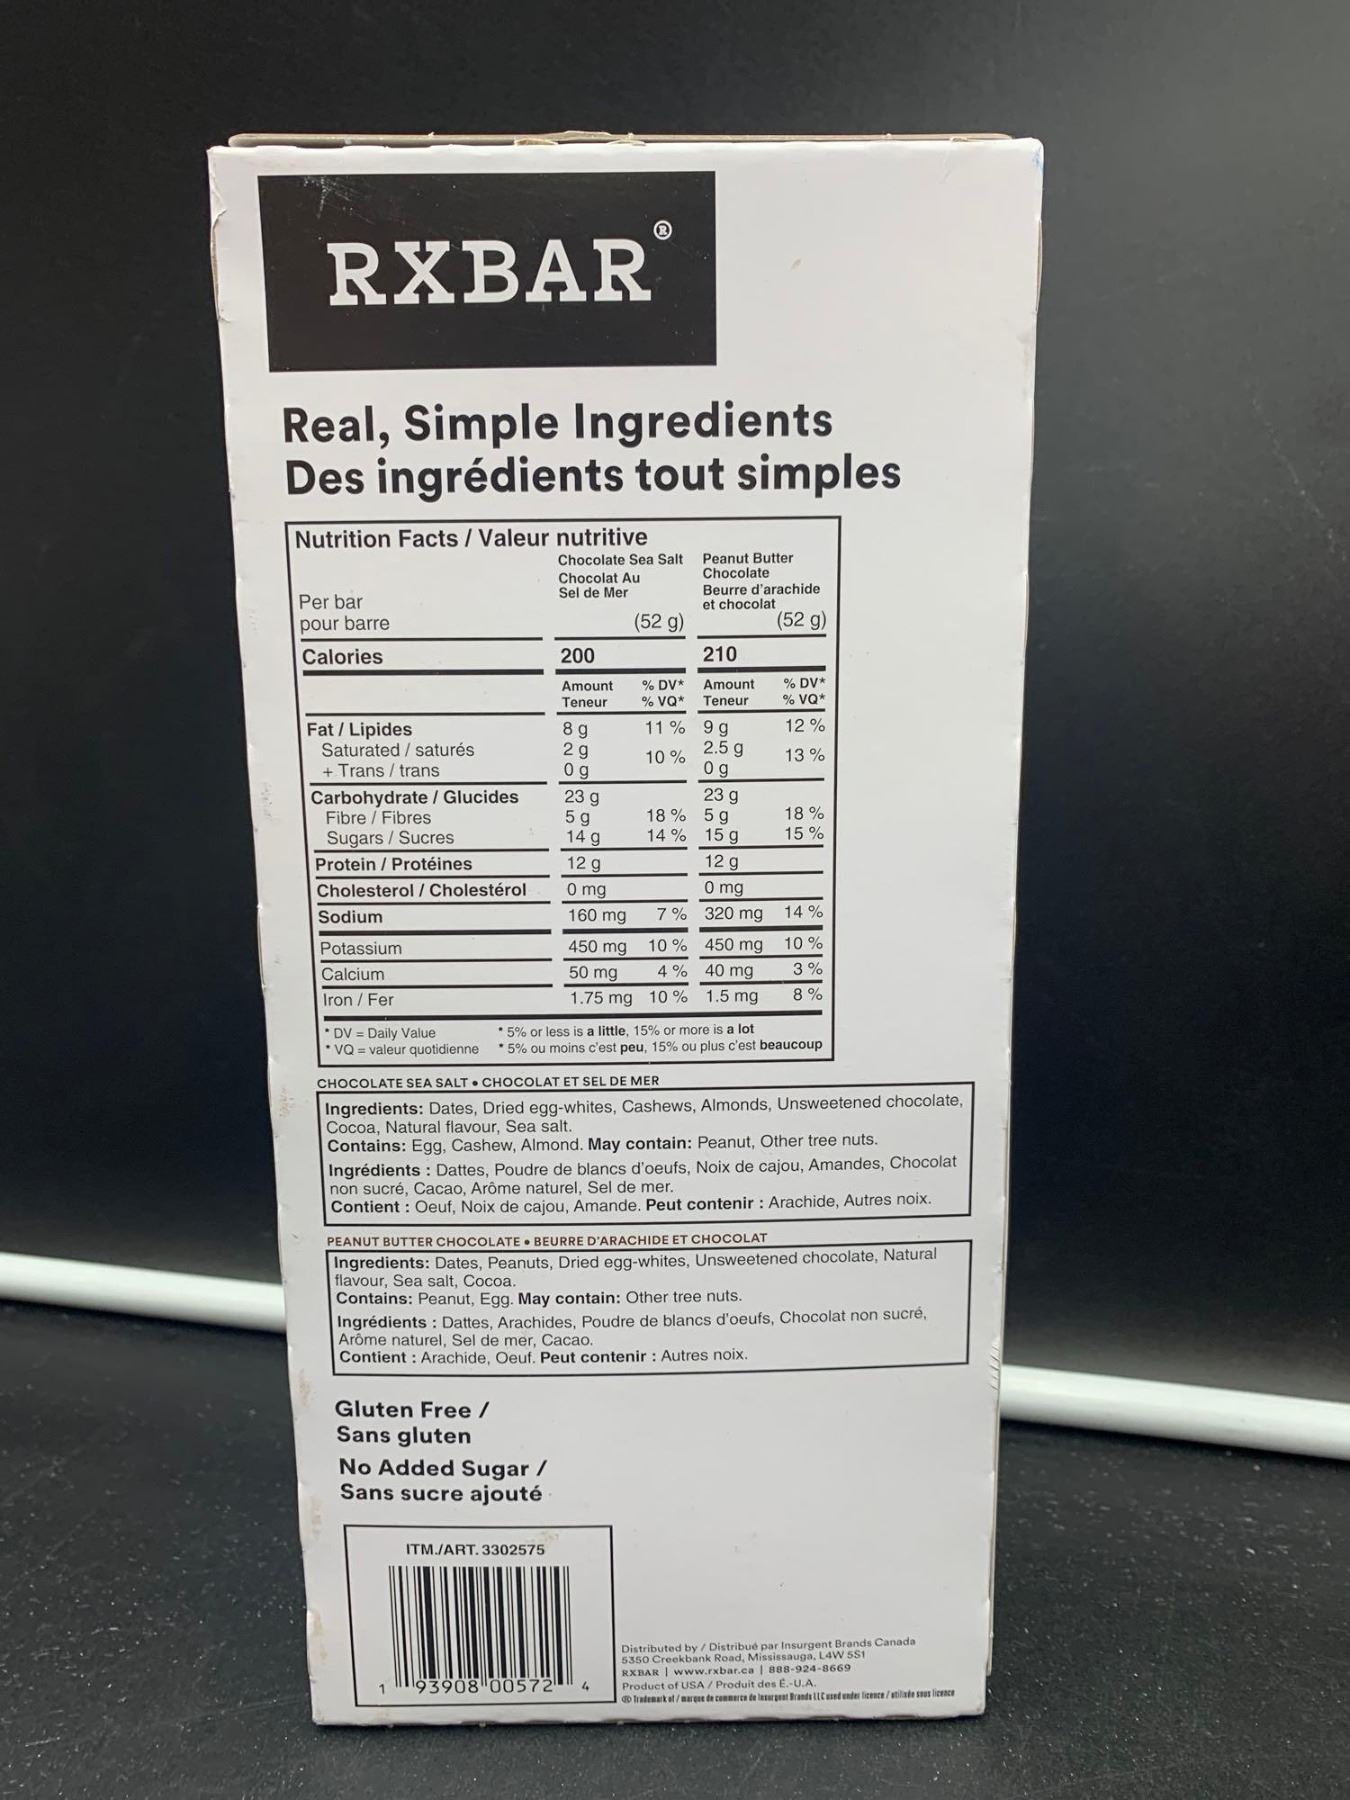 RXBAR®
Real, Simple Ingredients
Des ingrédients tout simples
Nutrition Facts / Valeur nutritive
Chocolate Sea Salt Peanut Butter
Chocolat Au Chocolate
Sel de Mer Beurre d'arachide
et chocolat
Per bar
pour barre (52 g) (52 g)
Calories 200 210
Amount % DV* Amount % DV*
Teneur % VQ* Teneur % VQ*
Fat / Lipides 8 g 11 % 9 g 12 %
Saturated / saturés 2 g 10 % 2.5 g 13 %
+ Trans / trans 0 g 0 g
Carbohydrate / Glucides 23 g 23 g
Fibre / Fibres 5 g 18 % 5 g 18 %
Sugars / Sucres 14 g 14 % 15 g 15 %
Protein / Protéines 12 g 12 g
Cholesterol / Cholestérol 0 mg 0 mg
Sodium 160 mg 7 % 320 mg 14 %
Potassium 450 mg 10 % 450 mg 10 %
Calcium 50 mg 4 % 40 mg 3 %
Iron / Fer 1.75 mg 10 % 1.5 mg 8 %
* DV = Daily Value * 5% or less is a little, 15% or more is a lot
* VQ = valeur quotidienne * 5% ou moins c'est peu, 15% ou plus c'est beaucoup
CHOCOLATE SEA SALT • CHOCOLAT ET SEL DE MER
Ingredients: Dates, Dried egg-whites, Cashews, Almonds, Unsweetened chocolate,
Cocoa, Natural flavour, Sea salt.
Contains: Egg, Cashew, Almond. May contain: Peanut, Other tree nuts.
Ingrédients : Dattes, Poudre de blancs d'oeufs, Noix de cajou, Amandes, Chocolat
non sucré, Cacao, Arôme naturel, Sel de mer.
Contient : Oeuf, Noix de cajou, Amande. Peut contenir : Arachide, Autres noix.
PEANUT BUTTER CHOCOLATE • BEURRE D'ARACHIDE ET CHOCOLAT
Ingredients: Dates, Peanuts, Dried egg-whites, Unsweetened chocolate, Natural
flavour, Sea salt, Cocoa.
Contains: Peanut, Egg. May contain: Other tree nuts.
Ingrédients : Dattes, Arachides, Poudre de blancs d'oeufs, Chocolat non sucré,
Arôme naturel, Sel de mer, Cacao.
Contient : Arachide, Oeuf. Peut contenir : Autres noix.
Gluten Free /
Sans gluten
No Added Sugar /
Sans sucre ajouté
ITM./ART. 3302575
1 93908 00572 4
Distributed by / Distribué par Insurgent Brands Canada
5350 Creekbank Road, Mississauga, L4W 5S1
RXBAR | www.rxbar.ca | 888-924-8669
Product of USA / Produit des É.-U.A.
® Trademark of / marque de commerce de Insurgent Brands LLC used under licence / utilisée sous licence